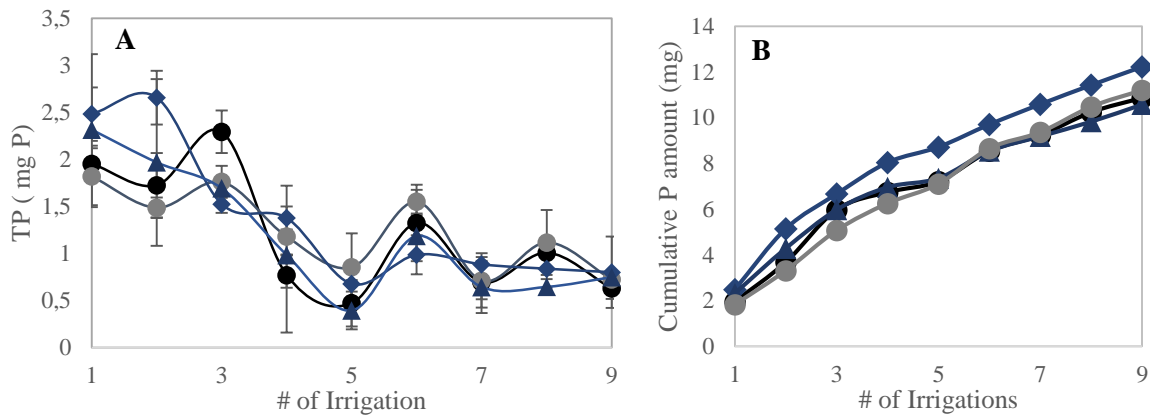 A
TP ( mg P)
3,5
3
2,5
2
1,5
1
0,5
0
1 3 5 7 9
# of Irrigation
B
Cumulative P amount (mg)
14
12
10
8
6
4
2
0
1 3 5 7 9
# of Irrigations